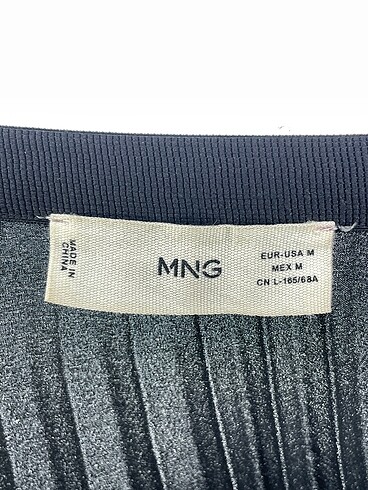 MADE IN
CHINA
MNG
EUR-USA M
MEX M
CN L-165/68A